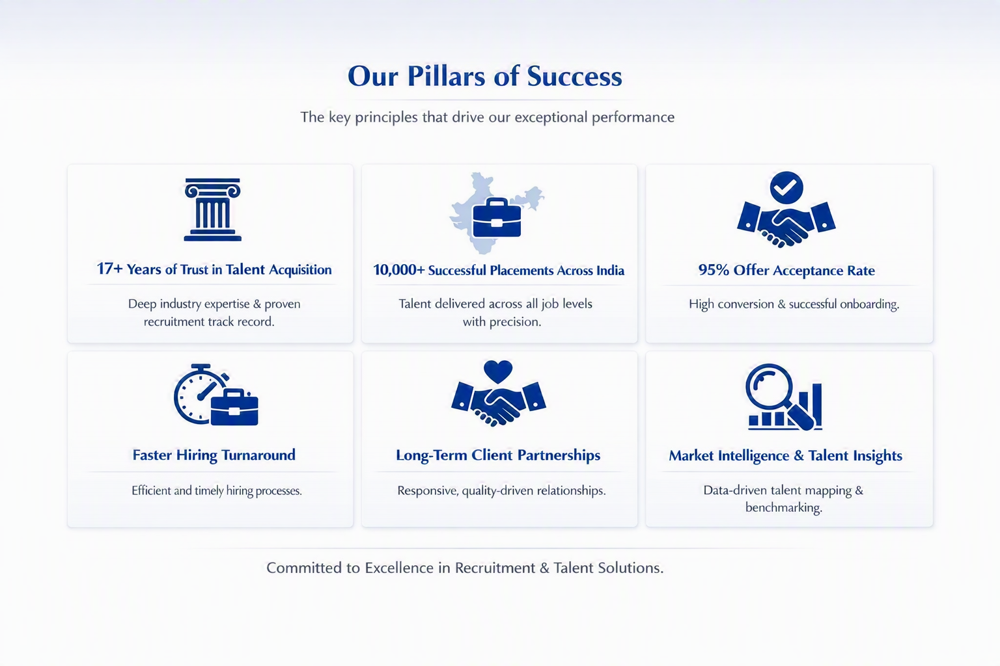 Our Pillars of Success
The key principles that drive our exceptional performance
17+ Years of Trust in Talent Acquisition
Deep industry expertise & proven
recruitment track record.
10,000+ Successful Placements Across India
Talent delivered across all job levels
with precision.
95% Offer Acceptance Rate
High conversion & successful onboarding.
Faster Hiring Turnaround
Efficient and timely hiring processes.
Long-Term Client Partnerships
Responsive, quality-driven relationships.
Market Intelligence & Talent Insights
Data-driven talent mapping &
benchmarking.
Committed to Excellence in Recruitment & Talent Solutions.